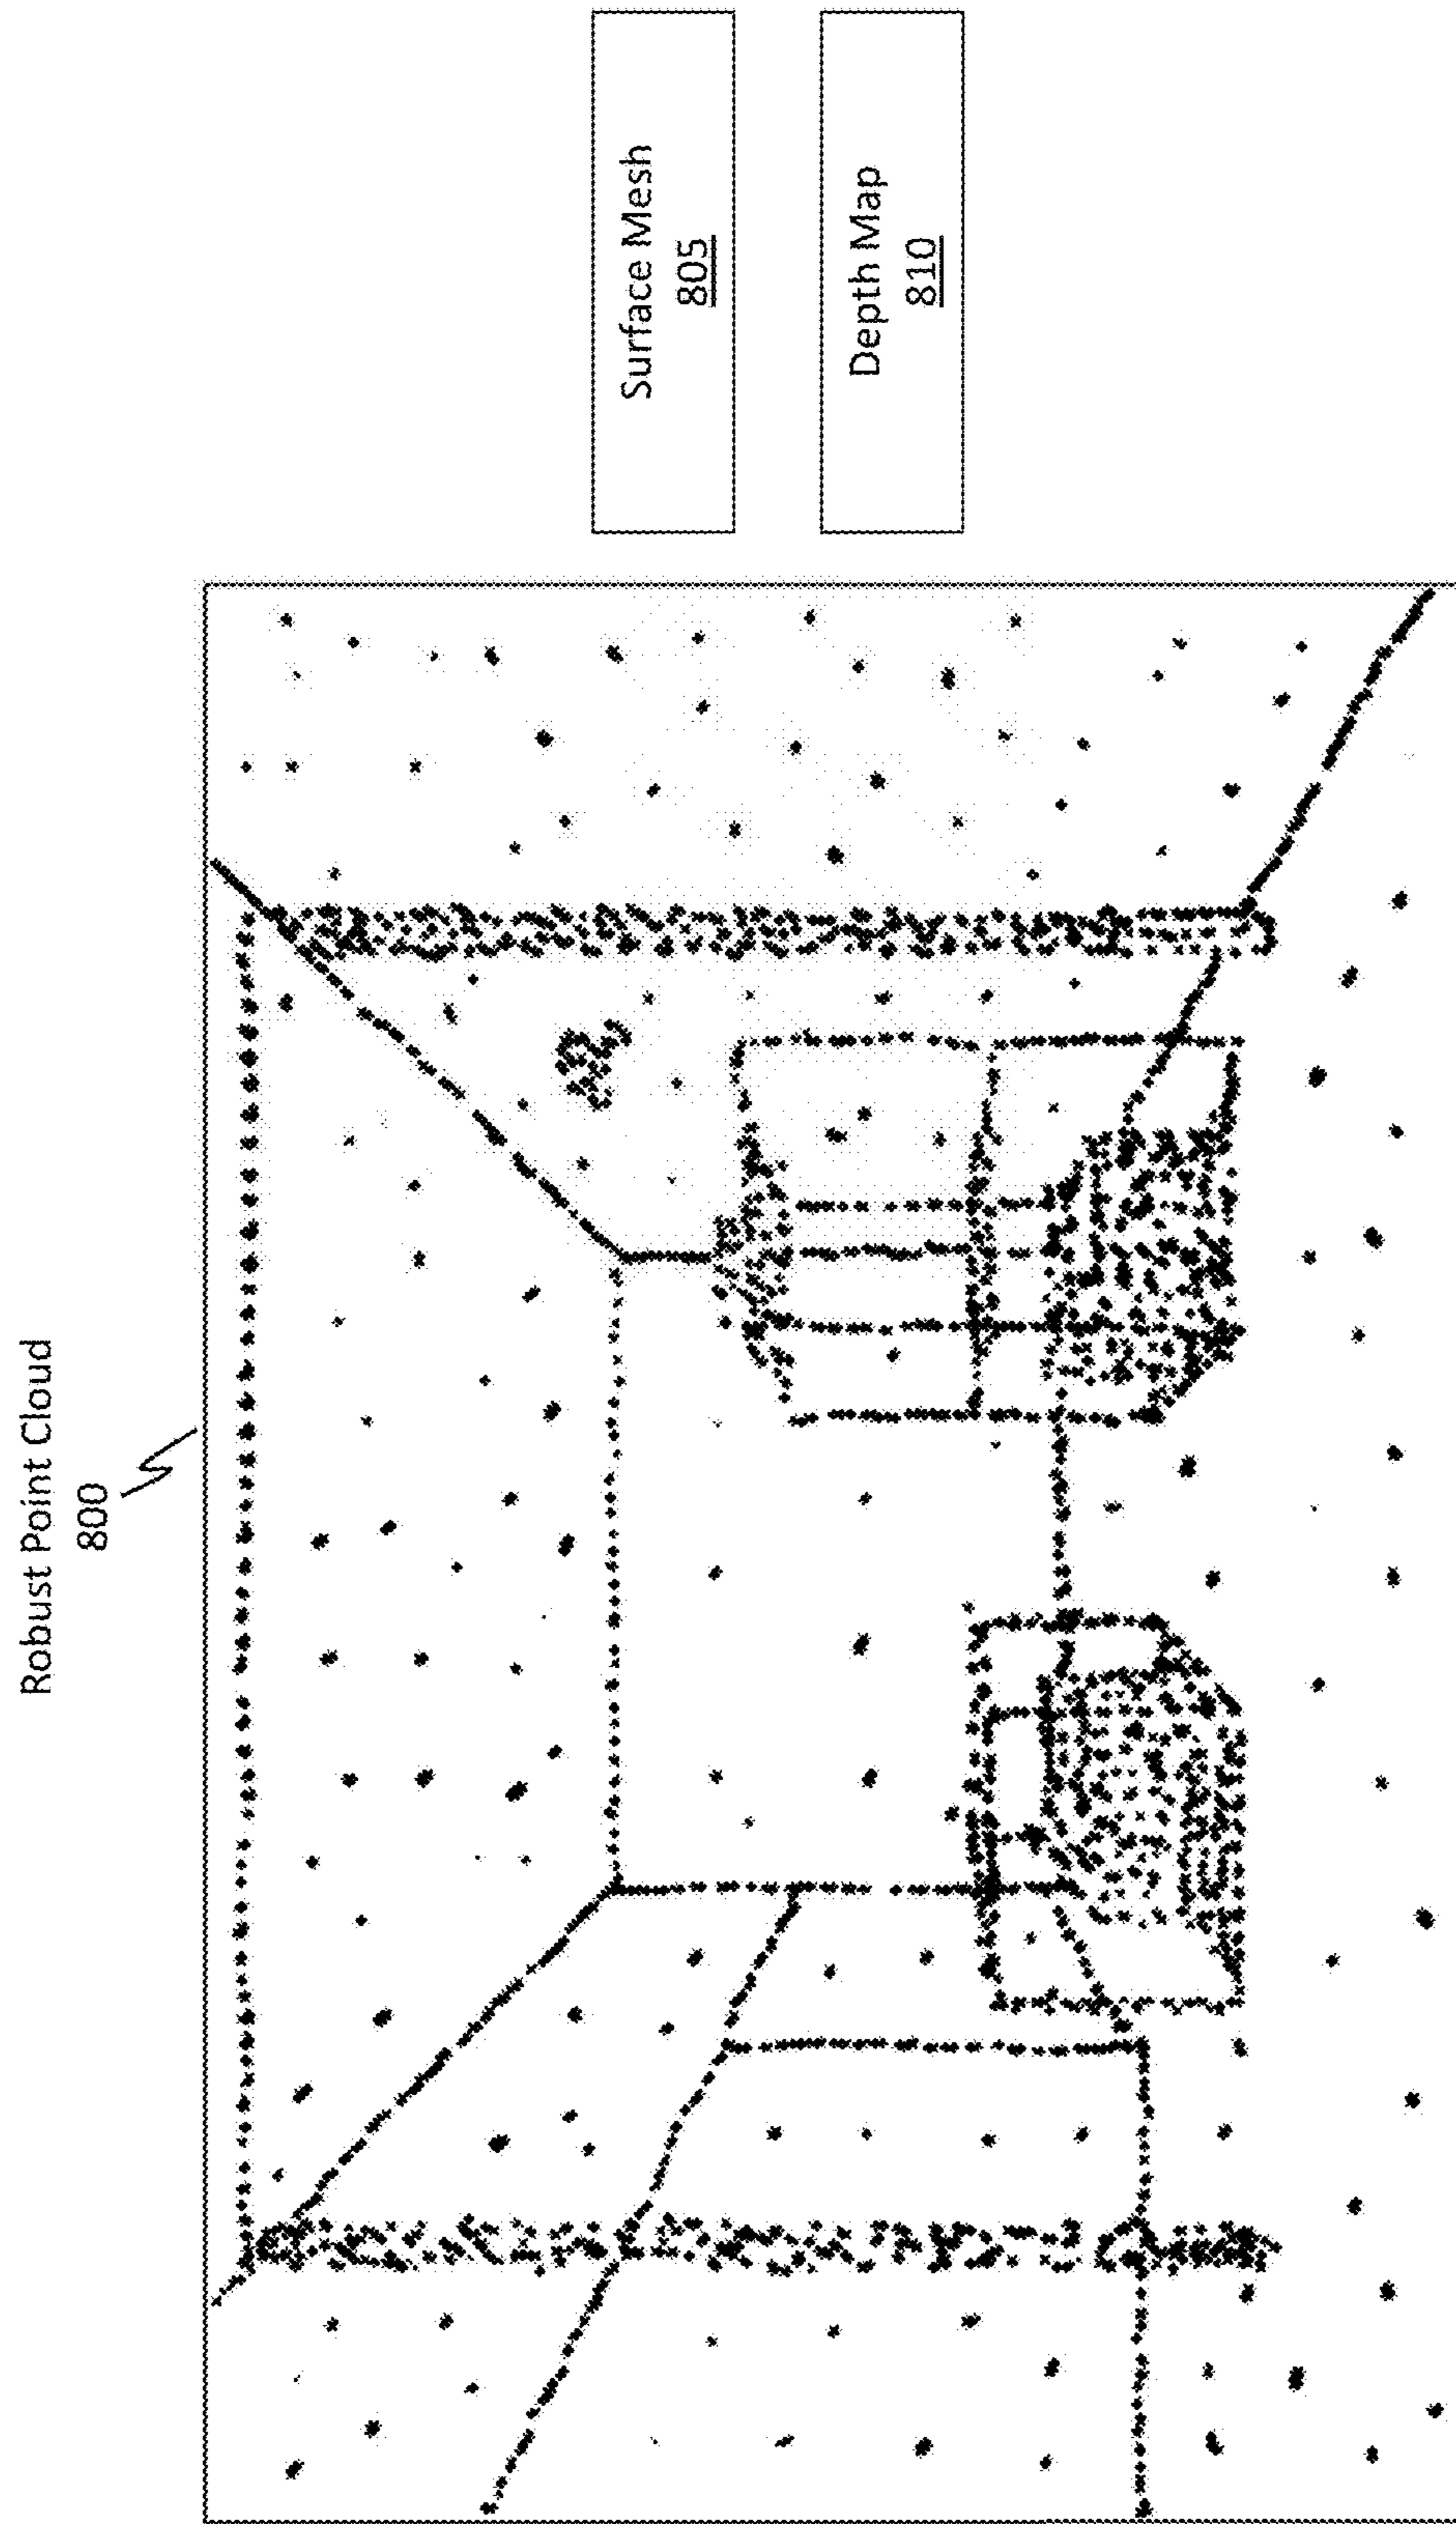 Robust Point Cloud
800
Surface Mesh
805
Depth Map
810